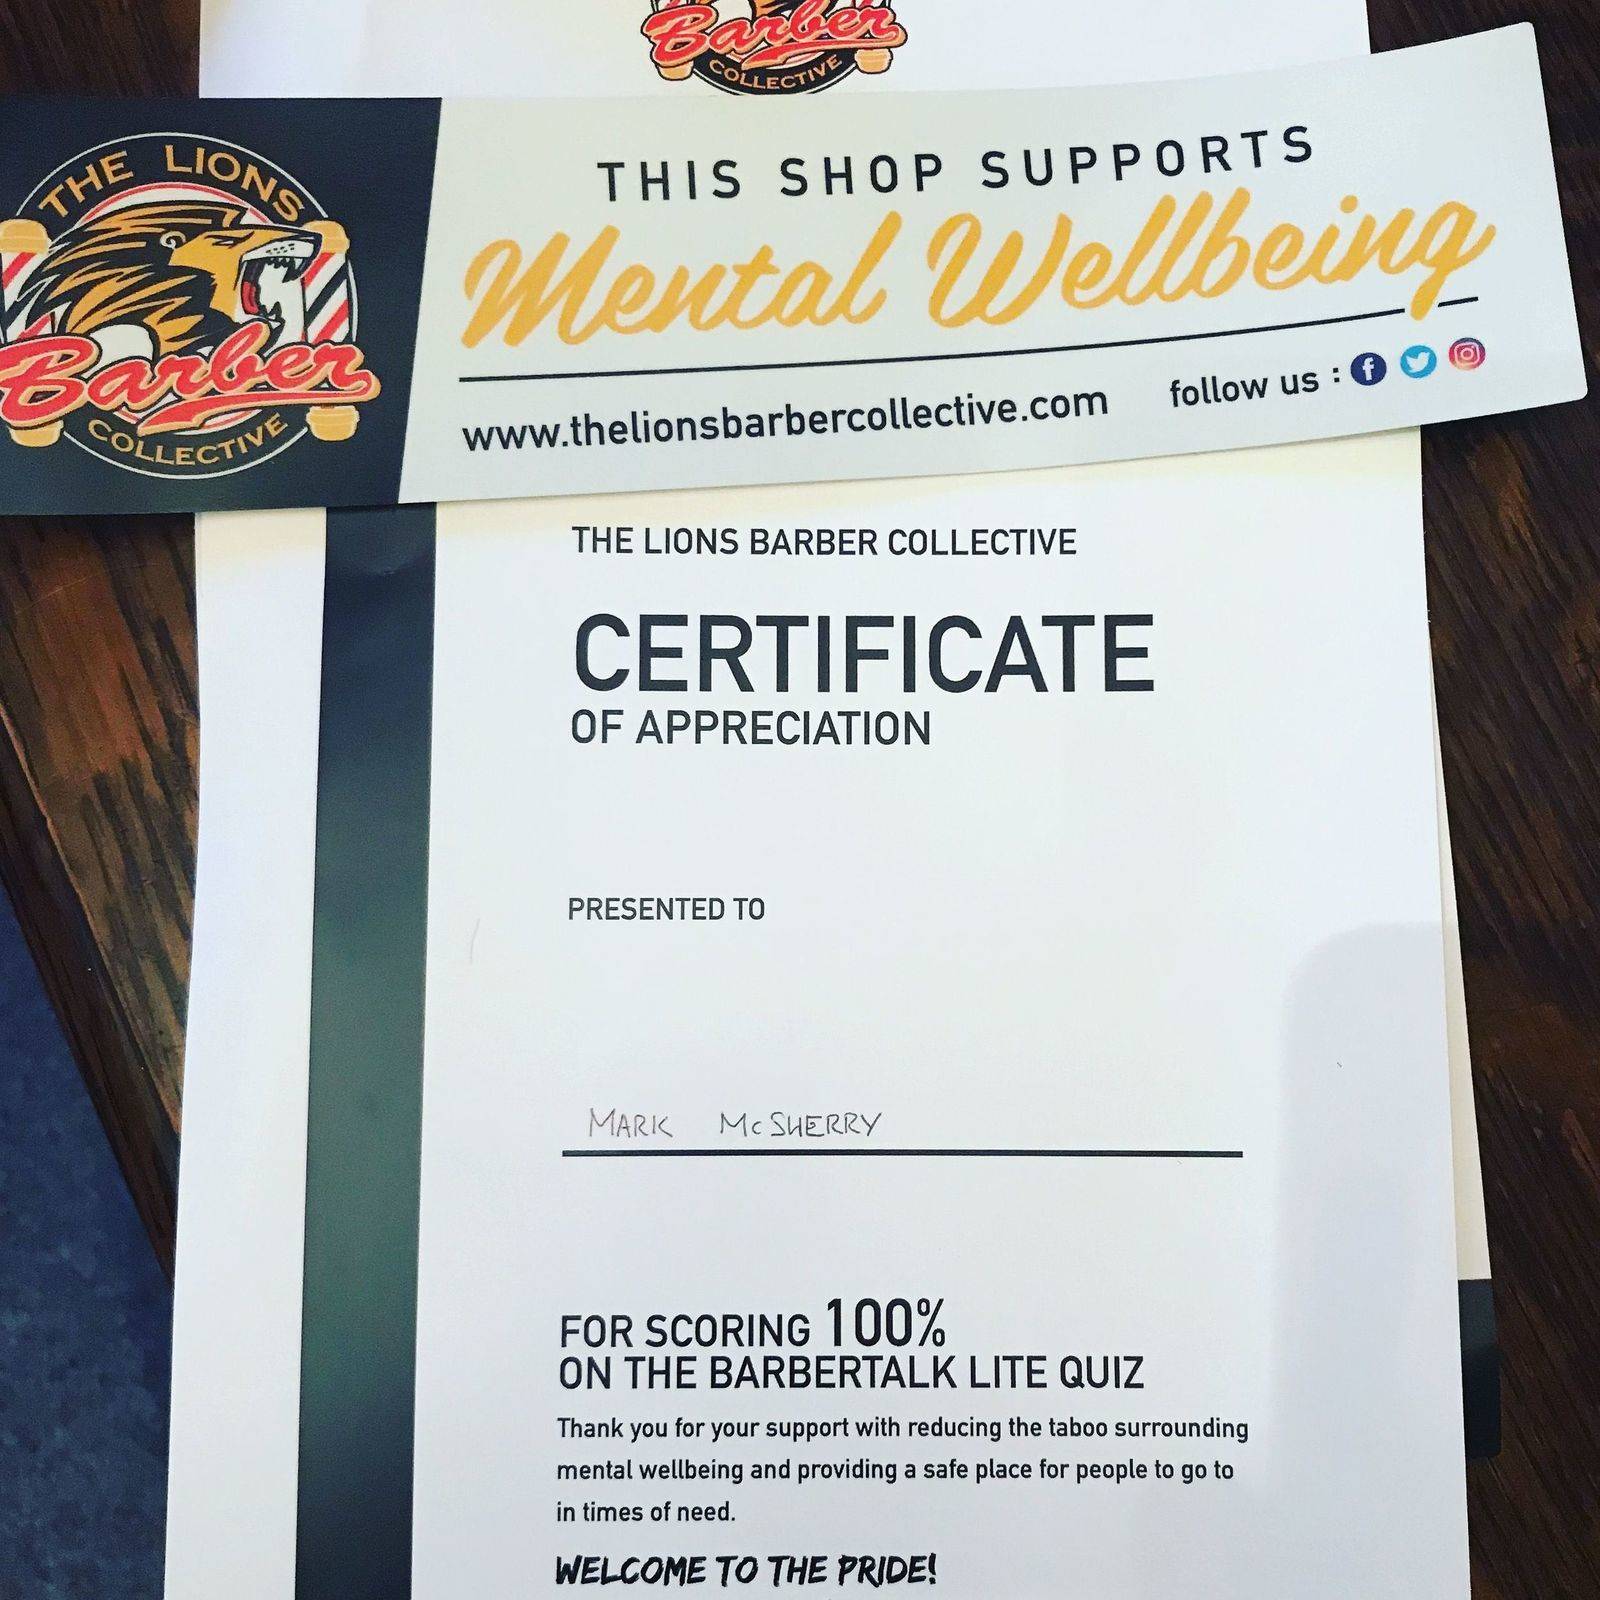 Barber
COLLECTIVE
THE LIONS
Barber
COLLECTIVE
THIS SHOP SUPPORTS
Mental Wellbeing
www.thelionsbarbercollective.com follow us :
THE LIONS BARBER COLLECTIVE
CERTIFICATE
OF APPRECIATION
PRESENTED TO
MARK McSHERRY
FOR SCORING 100%
ON THE BARBERTALK LITE QUIZ
Thank you for your support with reducing the taboo surrounding
mental wellbeing and providing a safe place for people to go to
in times of need.
WELCOME TO THE PRIDE!